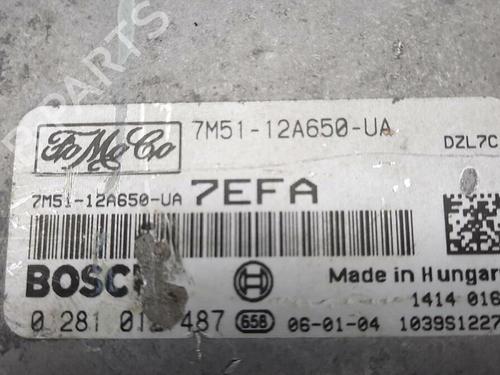 FoMoCo
7M51-12A650-UA
DZL7C
7M51-12A650-UA 7EFA
BOSCH
Made in Hungar
1414 016
0 281 01 487 658 06-01-04 1039S1227